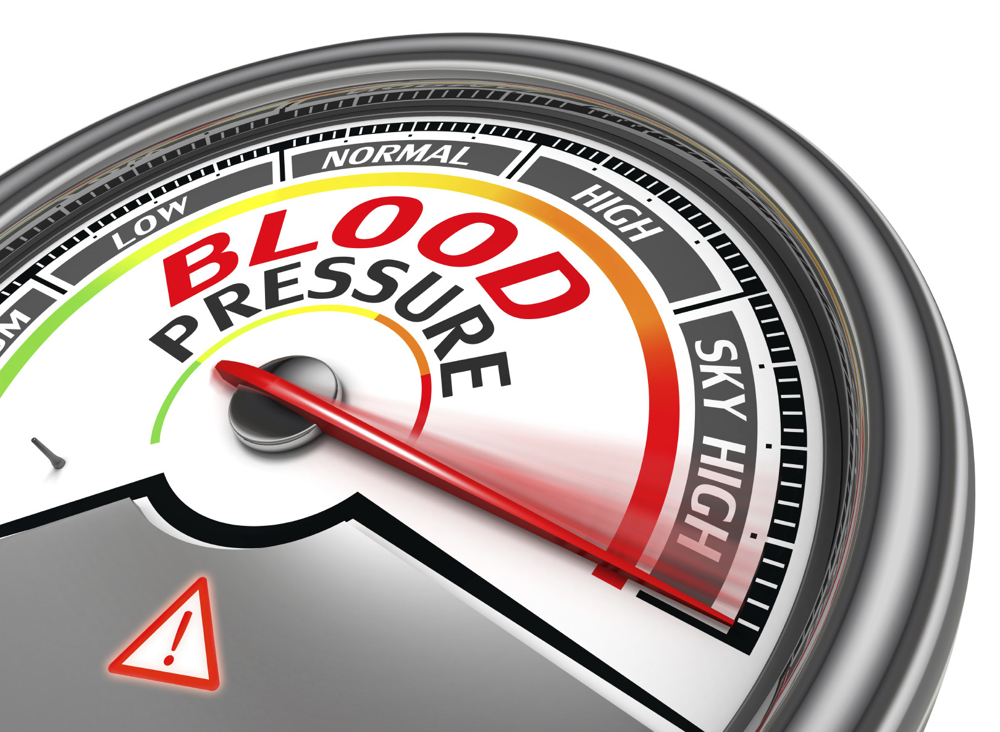 LOW
NORMAL
HIGH
SKY HIGH
BLOOD
PRESSURE
!